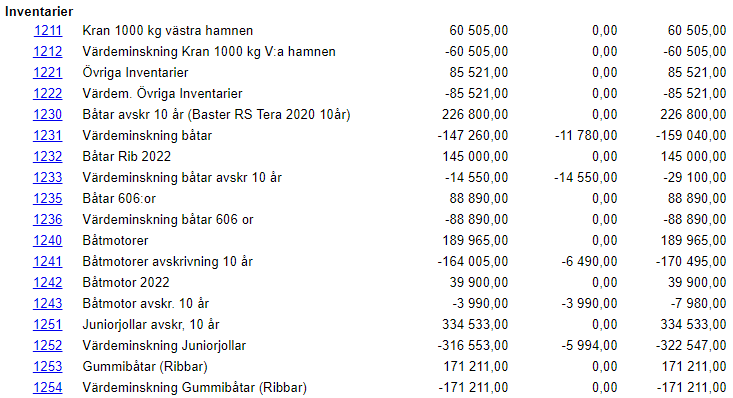 Inventarier
1211 Kran 1000 kg västra hamnen 60 505,00 0,00 60 505,00
1212 Värdeminskning Kran 1000 kg V:a hamnen -60 505,00 0,00 -60 505,00
1221 Övriga Inventarier 85 521,00 0,00 85 521,00
1222 Värdem. Övriga Inventarier -85 521,00 0,00 -85 521,00
1230 Båtar avskr 10 år (Baster RS Tera 2020 10år) 226 800,00 0,00 226 800,00
1231 Värdeminskning båtar -147 260,00 -11 780,00 -159 040,00
1232 Båtar Rib 2022 145 000,00 0,00 145 000,00
1233 Värdeminskning båtar avskr 10 år -14 550,00 -14 550,00 -29 100,00
1235 Båtar 606:or 88 890,00 0,00 88 890,00
1236 Värdeminskning båtar 606 or -88 890,00 0,00 -88 890,00
1240 Båtmotorer 189 965,00 0,00 189 965,00
1241 Båtmotorer avskrivning 10 år -164 005,00 -6 490,00 -170 495,00
1242 Båtmotor 2022 39 900,00 0,00 39 900,00
1243 Båtmotor avskr. 10 år -3 990,00 -3 990,00 -7 980,00
1251 Juniorjollar avskr, 10 år 334 533,00 0,00 334 533,00
1252 Värdeminskning Juniorjollar -316 553,00 -5 994,00 -322 547,00
1253 Gummibåtar (Ribbar) 171 211,00 0,00 171 211,00
1254 Värdeminskning Gummibåtar (Ribbar) -171 211,00 0,00 -171 211,00